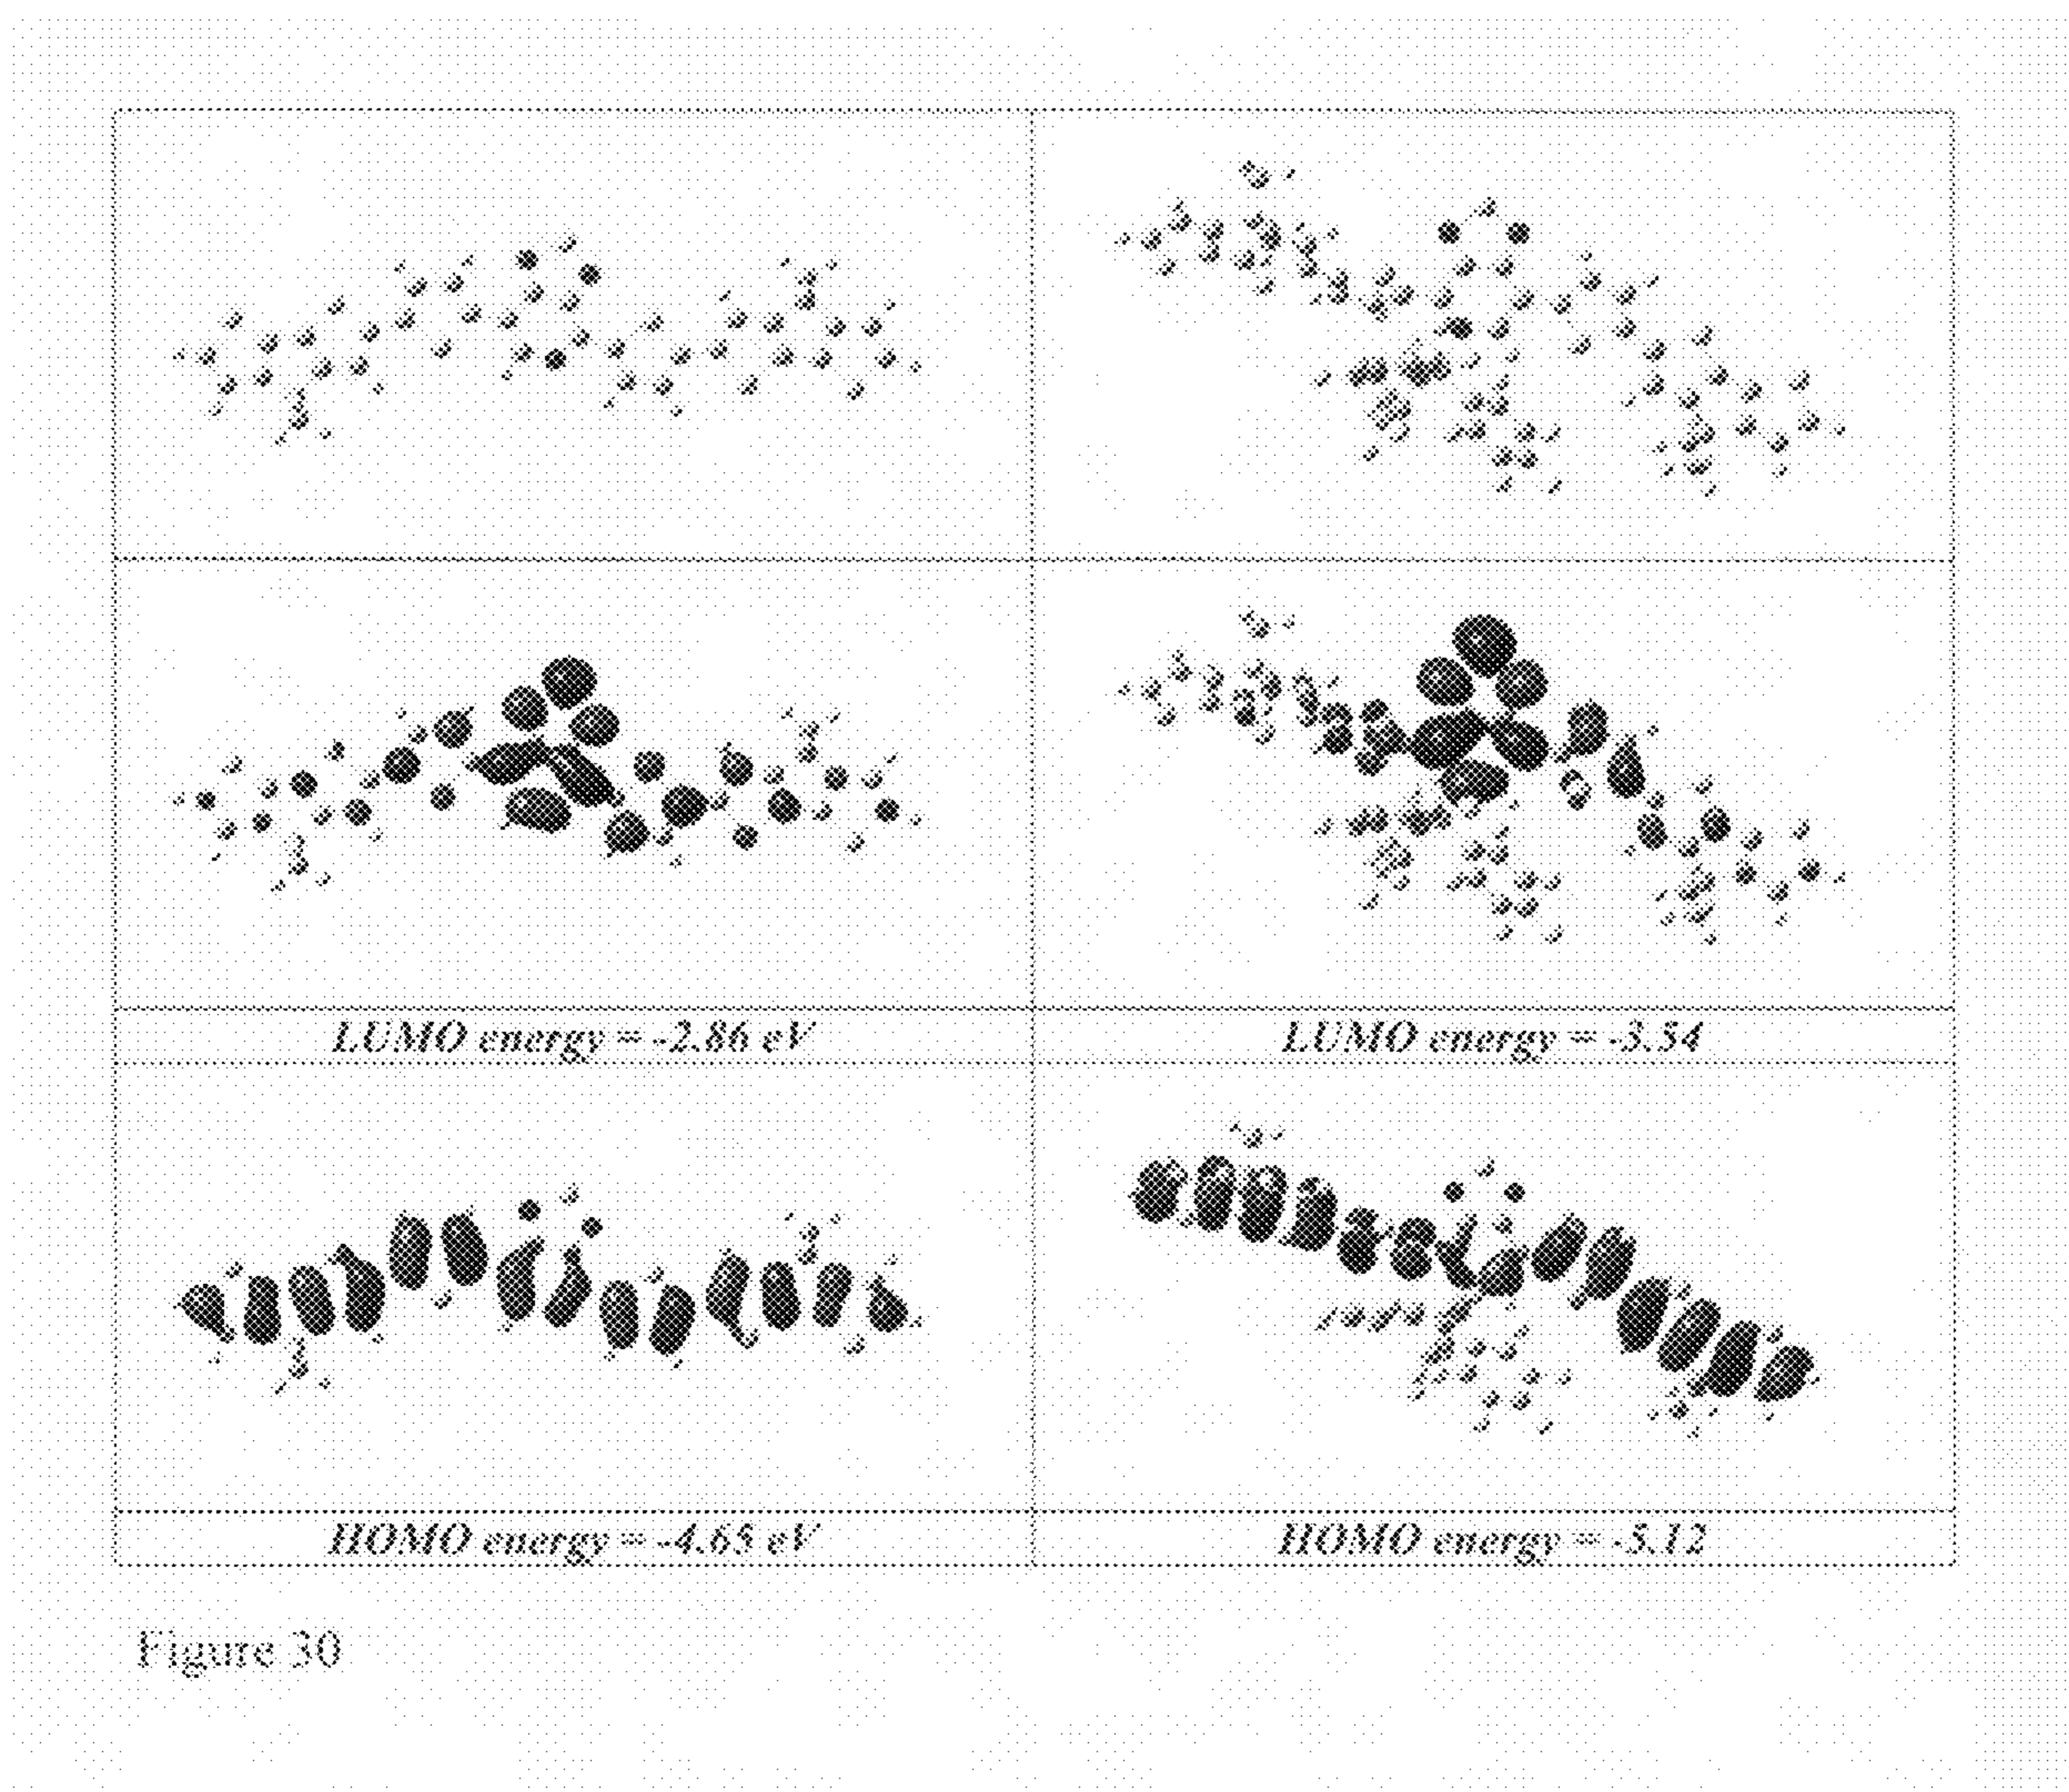 LUMO energy = -2.86 eV
LUMO energy = -3.54
HOMO energy = -4.65 eV
HOMO energy = -5.12
Figure 30